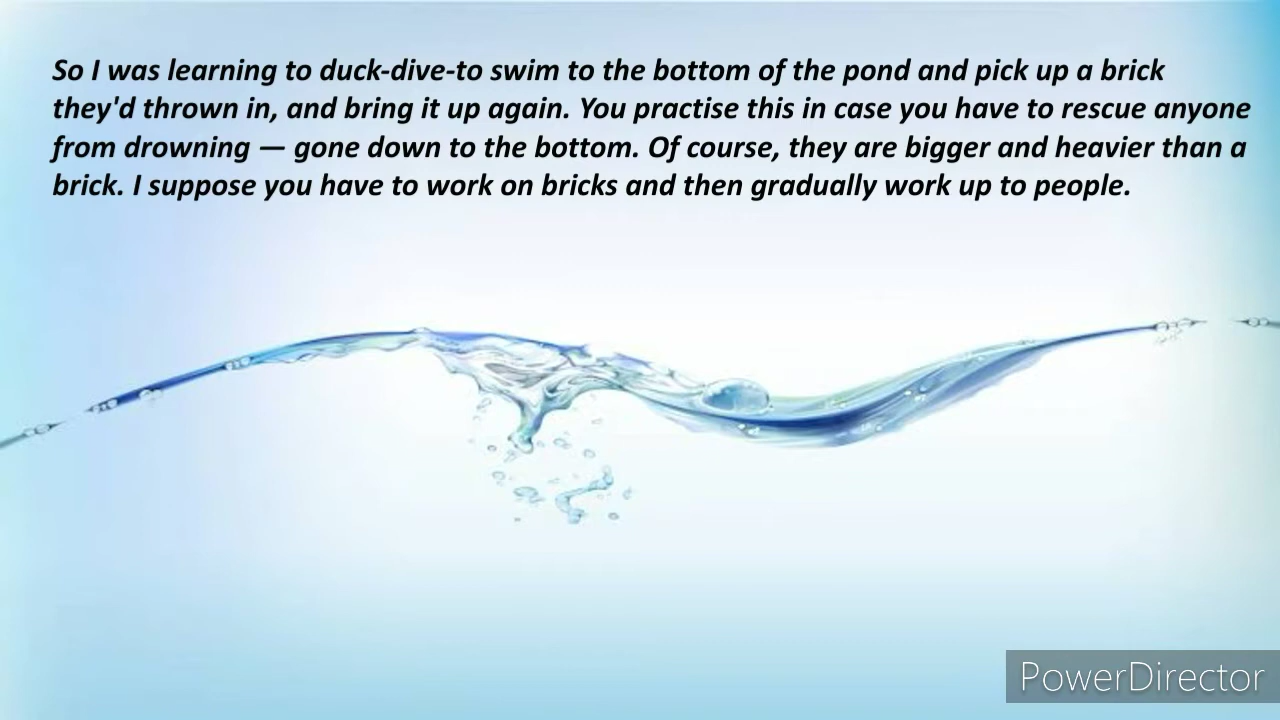 So I was learning to duck-dive-to swim to the bottom of the pond and pick up a brick
they'd thrown in, and bring it up again. You practise this in case you have to rescue anyone
from drowning — gone down to the bottom. Of course, they are bigger and heavier than a
brick. I suppose you have to work on bricks and then gradually work up to people.
PowerDirector